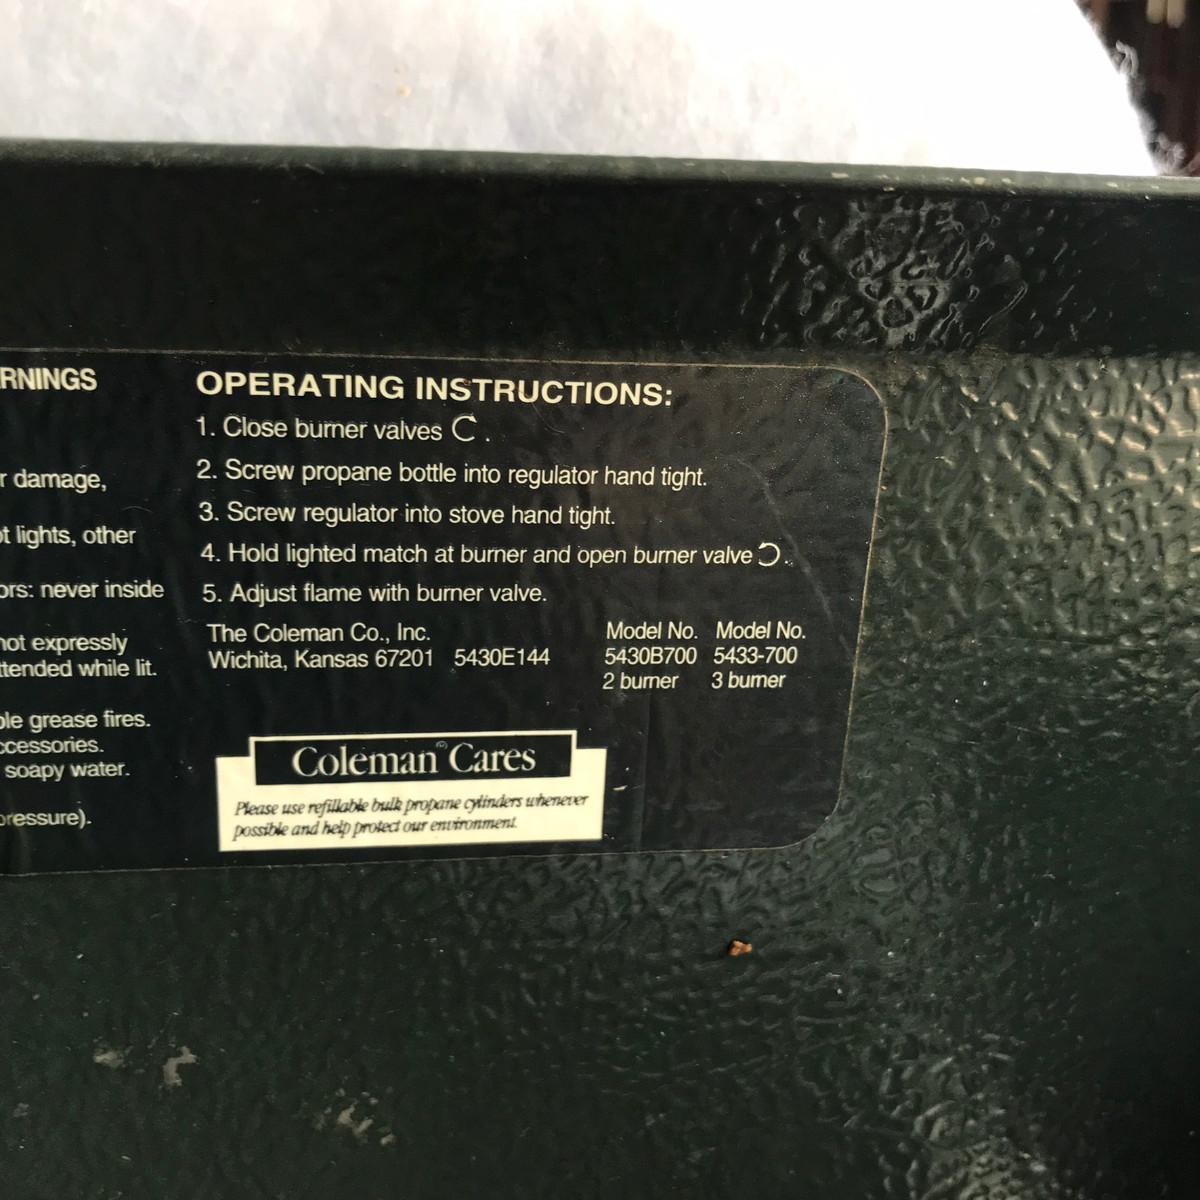 RNINGS
r damage,
t lights, other
ors: never inside
not expressly
ttended while lit.
ple grease fires.
ccessories.
soapy water.
pressure).
OPERATING INSTRUCTIONS:
1. Close burner valves .
2. Screw propane bottle into regulator hand tight.
3. Screw regulator into stove hand tight.
4. Hold lighted match at burner and open burner valve .
5. Adjust flame with burner valve.
The Coleman Co., Inc.
Wichita, Kansas 67201 5430E144
Model No. Model No.
5430B700 5433-700
2 burner 3 burner
Coleman® Cares
Please use refillable bulk propane cylinders whenever
possible and help protect our environment.